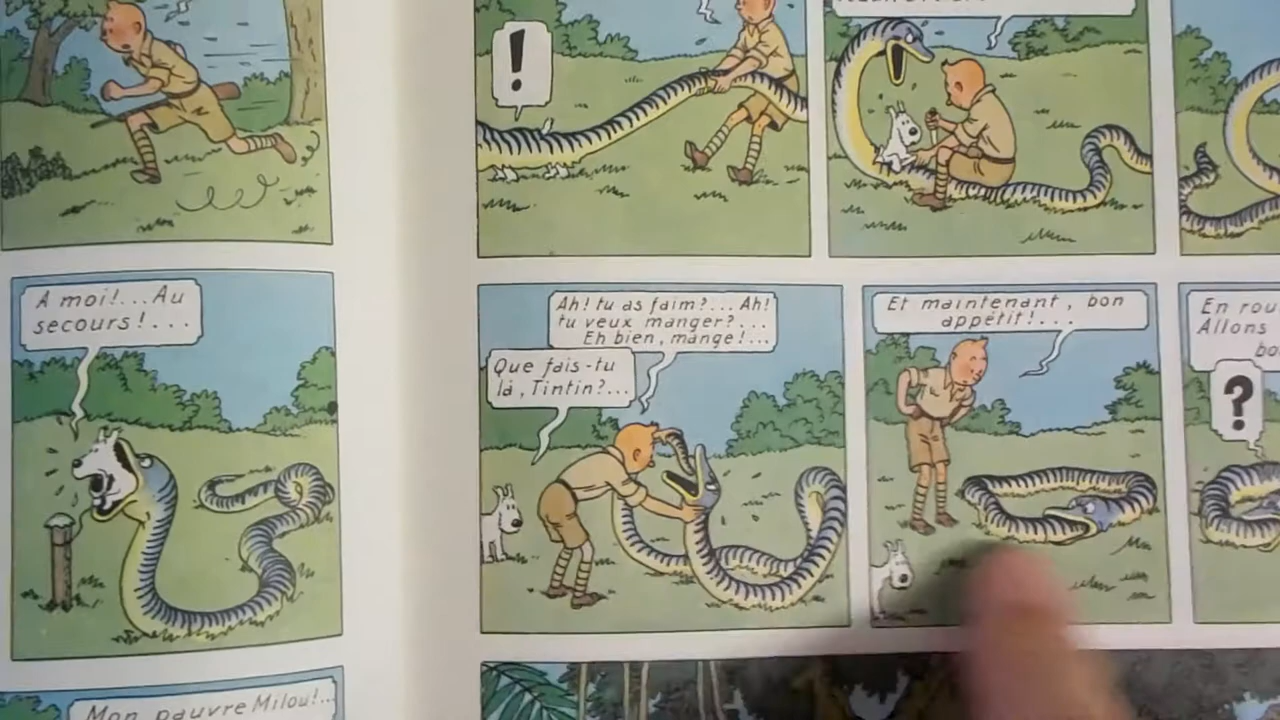 !
A moi!...Au
secours!...
Mon pauvre Milou!...
Ah! tu as faim?... Ah!
tu veux manger?...
Eh bien, mange!...
Que fais-tu
là, Tintin?...
Et maintenant, bon
appétit!...
En rou
Allons
bo
?